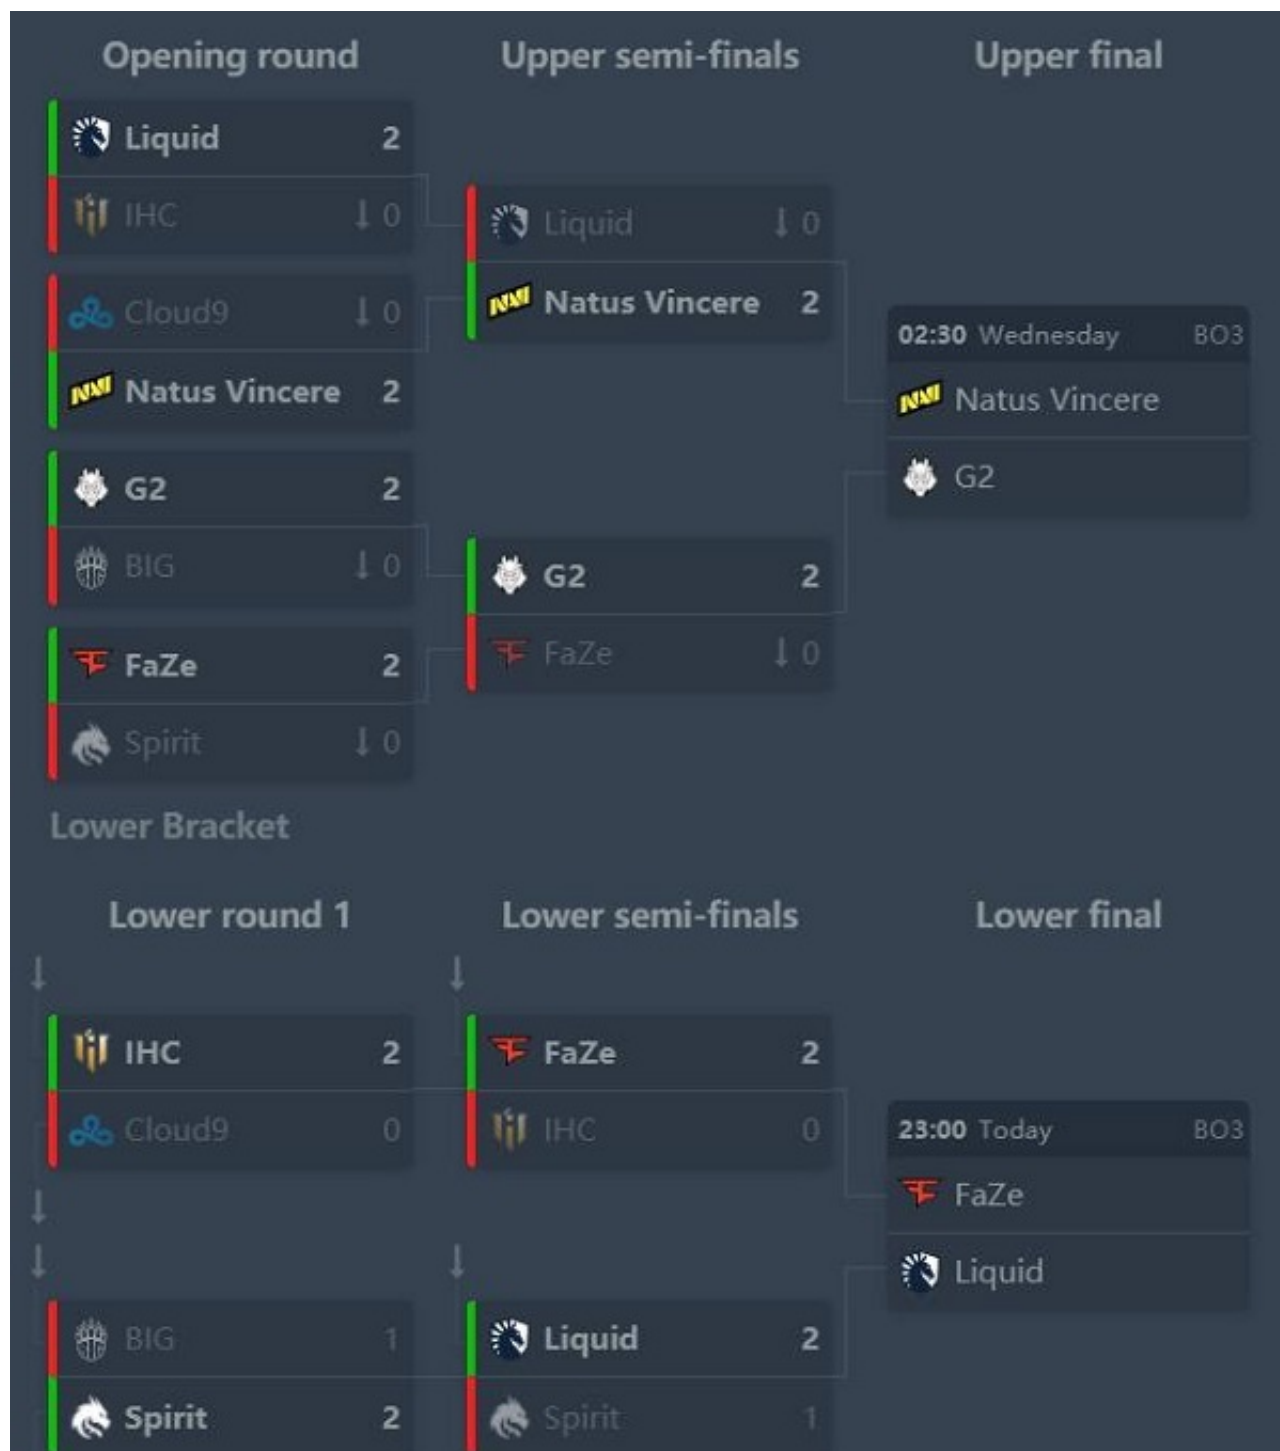 Opening round
Upper semi-finals
Upper final
Liquid 2
IHC ↓ 0
Cloud9 ↓ 0
Natus Vincere 2
G2 2
BIG ↓ 0
FaZe 2
Spirit ↓ 0
Liquid ↓ 0
Natus Vincere 2
G2 2
FaZe ↓ 0
02:30 Wednesday BO3
Natus Vincere
G2
Lower Bracket
Lower round 1
Lower semi-finals
Lower final
IHC 2
Cloud9 0
BIG 1
Spirit 2
FaZe 2
IHC 0
Liquid 2
Spirit 1
23:00 Today BO3
FaZe
Liquid